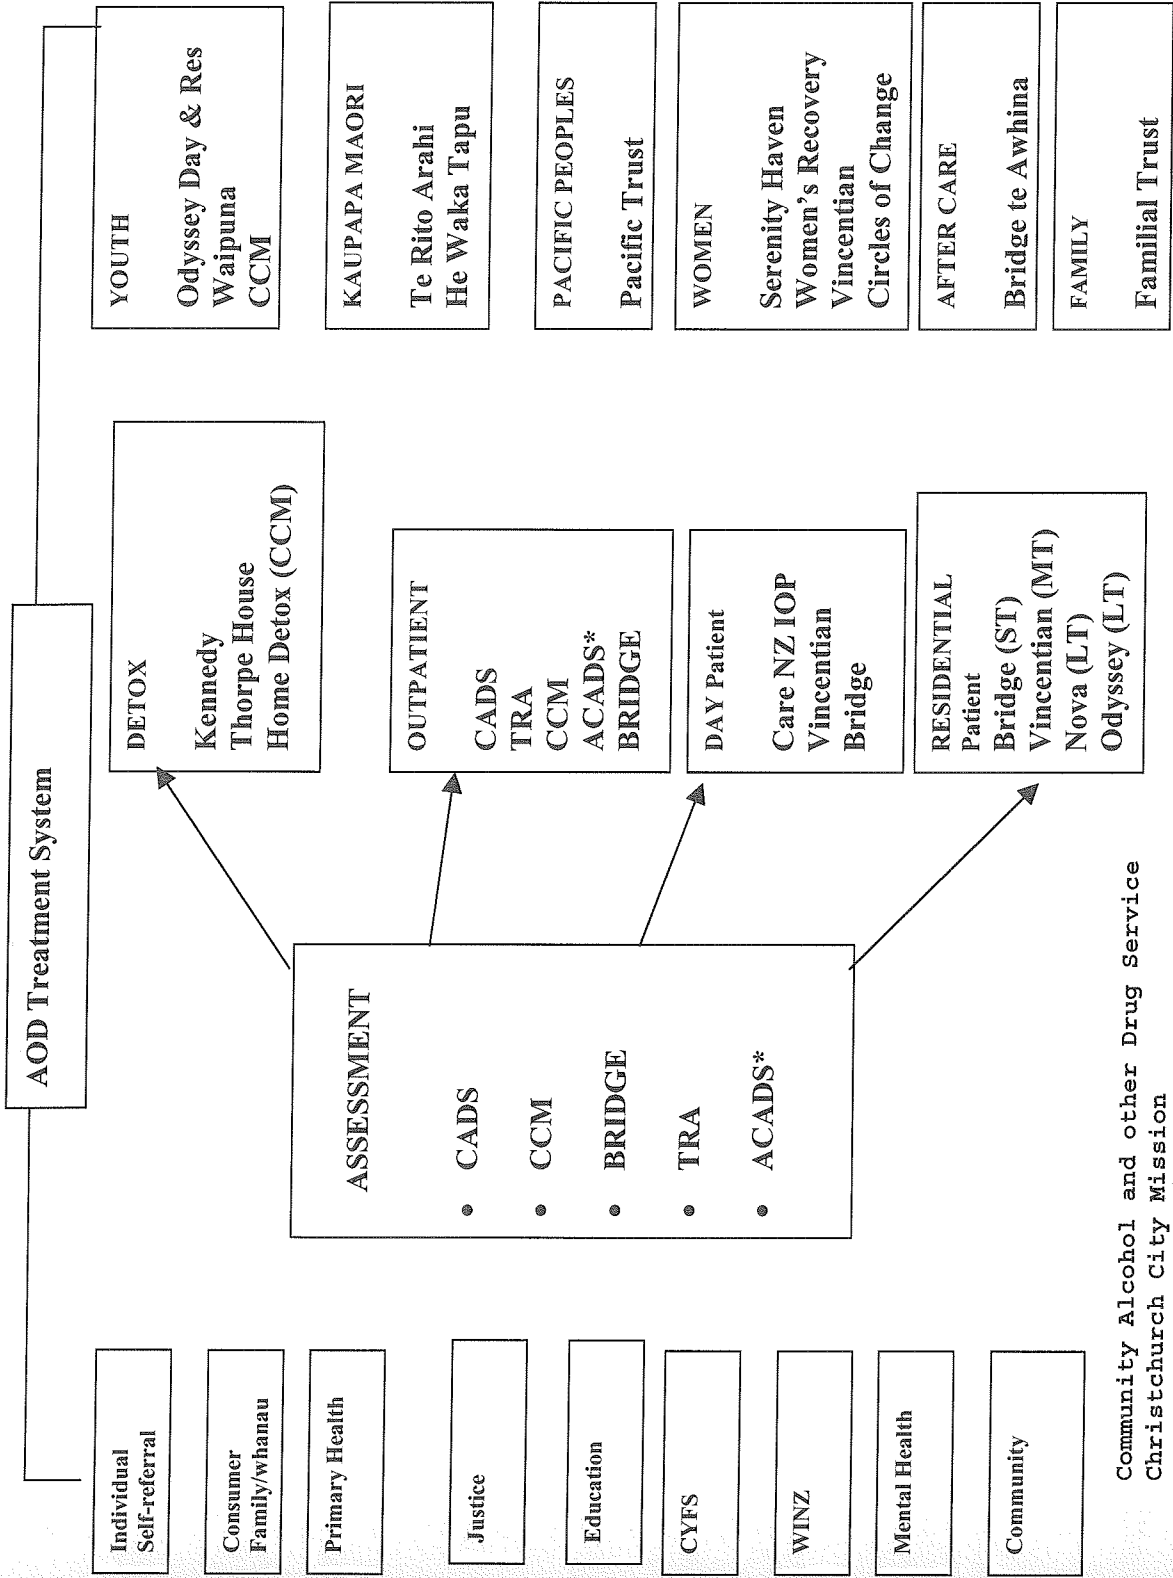 AOD Treatment System
Individual
Self-referral
Consumer
Family/whanau
Primary Health
Justice
Education
CYFS
WINZ
Mental Health
Community
ASSESSMENT
• CADS
• CCM
• BRIDGE
• TRA
• ACADS*
DETOX
Kennedy
Thorpe House
Home Detox (CCM)
OUTPATIENT
CADS
TRA
CCM
ACADS*
BRIDGE
DAY Patient
Care NZ IOP
Vincentian
Bridge
RESIDENTIAL
Patient
Bridge (ST)
Vincentian (MT)
Nova (LT)
Odyssey (LT)
YOUTH
Odyssey Day & Res
Waipuna
CCM
KAUPAPA MAORI
Te Rito Arahi
He Waka Tapu
PACIFIC PEOPLES
Pacific Trust
WOMEN
Serenity Haven
Women's Recovery
Vincentian
Circles of Change
AFTER CARE
Bridge te Awhina
FAMILY
Familial Trust
Community Alcohol and other Drug Service
Christchurch City Mission